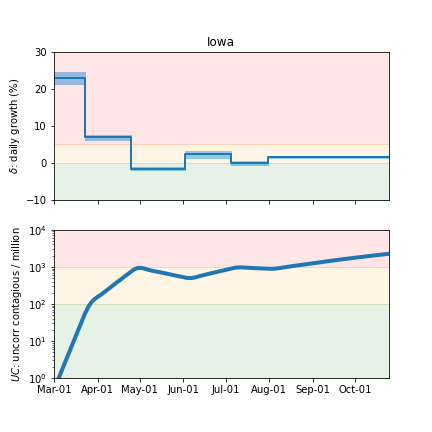 Iowa
δ: daily growth (%)
30
20
10
0
−10
UC: uncorr contagious / million
10⁴
10³
10²
10¹
10⁰
Mar-01 Apr-01 May-01 Jun-01 Jul-01 Aug-01 Sep-01 Oct-01